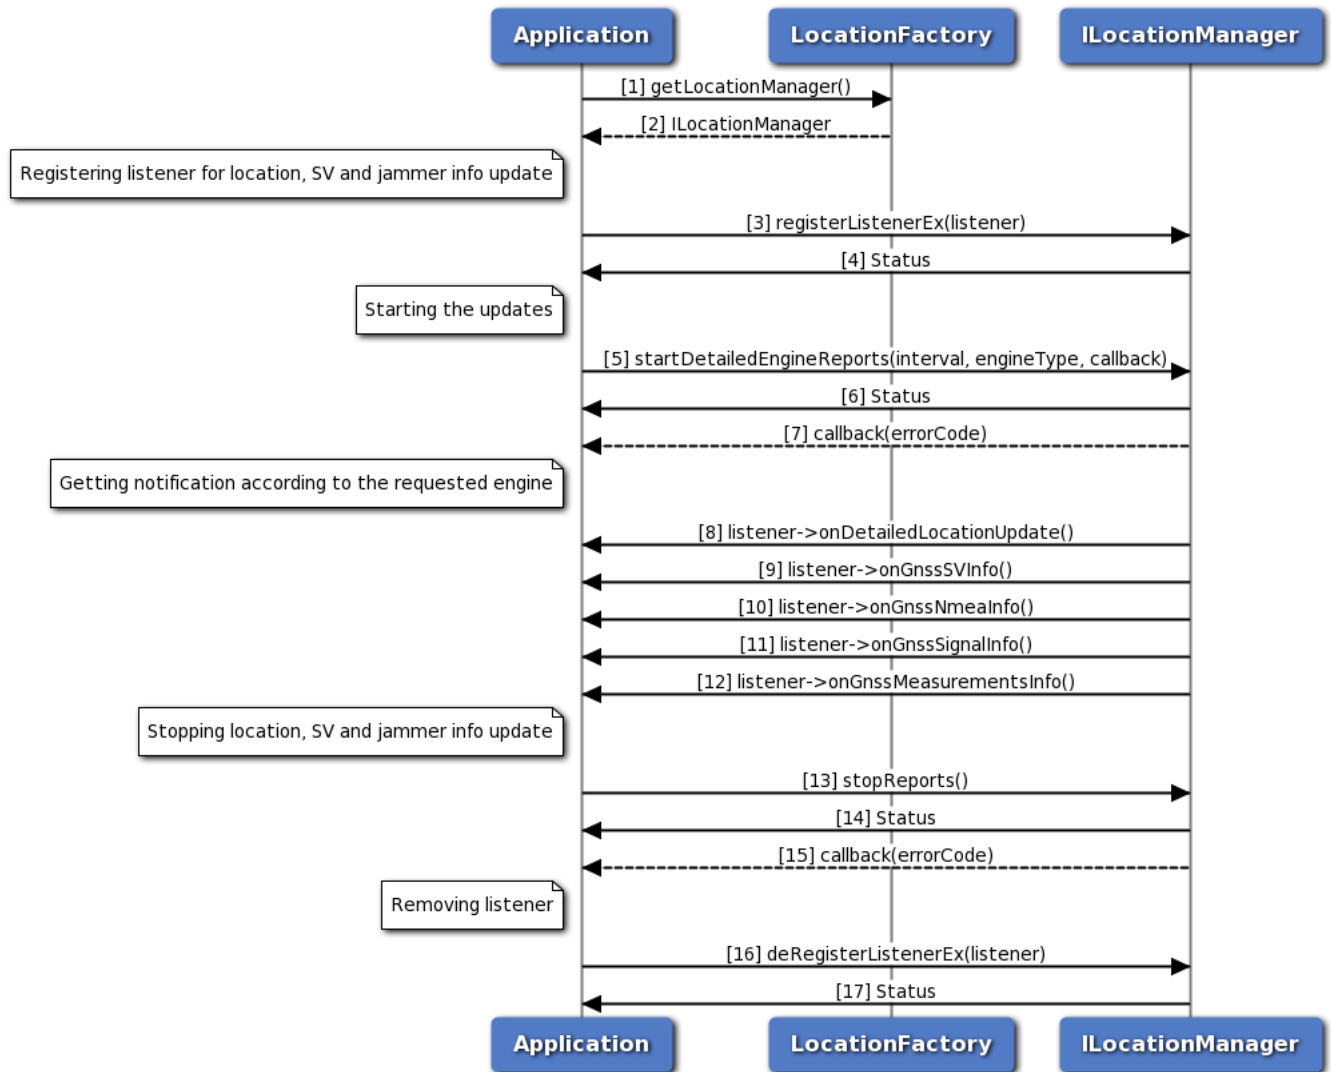 Application
LocationFactory
ILocationManager
[1] getLocationManager()
[2] ILocationManager
Registering listener for location, SV and jammer info update
[3] registerListenerEx(listener)
[4] Status
Starting the updates
[5] startDetailedEngineReports(interval, engineType, callback)
[6] Status
[7] callback(errorCode)
Getting notification according to the requested engine
[8] listener->onDetailedLocationUpdate()
[9] listener->onGnssSVInfo()
[10] listener->onGnssNmeaInfo()
[11] listener->onGnssSignalInfo()
[12] listener->onGnssMeasurementsInfo()
Stopping location, SV and jammer info update
[13] stopReports()
[14] Status
[15] callback(errorCode)
Removing listener
[16] deRegisterListenerEx(listener)
[17] Status
Application
LocationFactory
ILocationManager